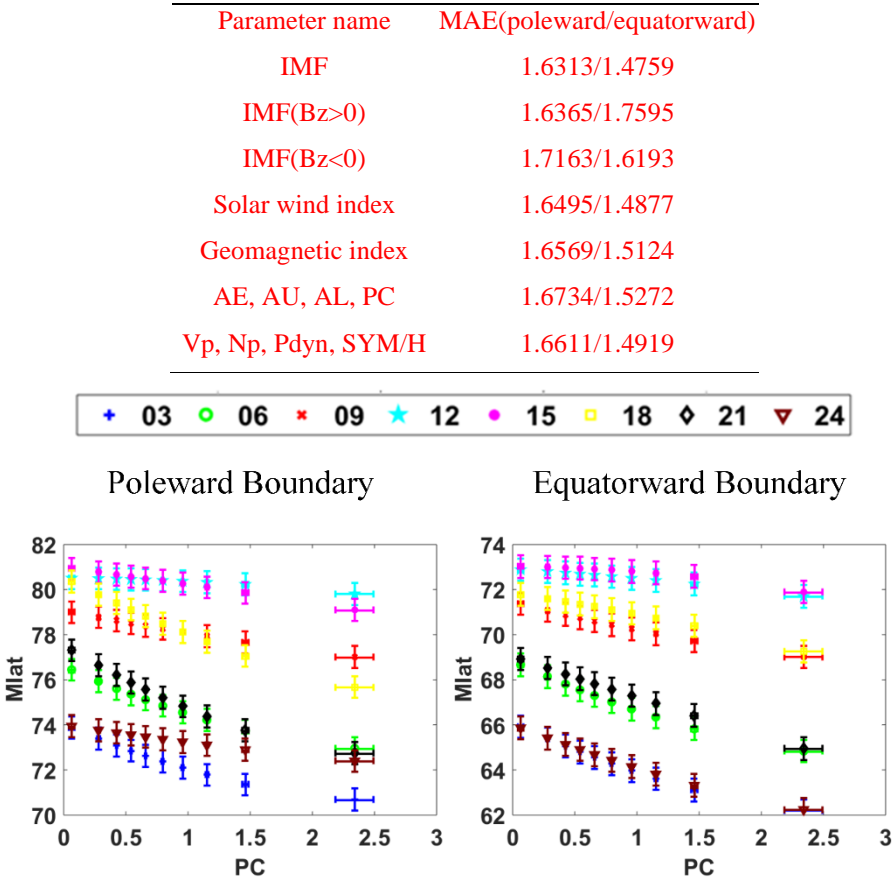 Parameter name MAE(poleward/equatorward)
IMF 1.6313/1.4759
IMF(Bz>0) 1.6365/1.7595
IMF(Bz<0) 1.7163/1.6193
Solar wind index 1.6495/1.4877
Geomagnetic index 1.6569/1.5124
AE, AU, AL, PC 1.6734/1.5272
Vp, Np, Pdyn, SYM/H 1.6611/1.4919
03 06 09 12 15 18 21 24
Poleward Boundary
82
80
78
76
74
72
70
Mlat
0 0.5 1 1.5 2 2.5 3
PC
Equatorward Boundary
74
72
70
68
66
64
62
Mlat
0 0.5 1 1.5 2 2.5 3
PC